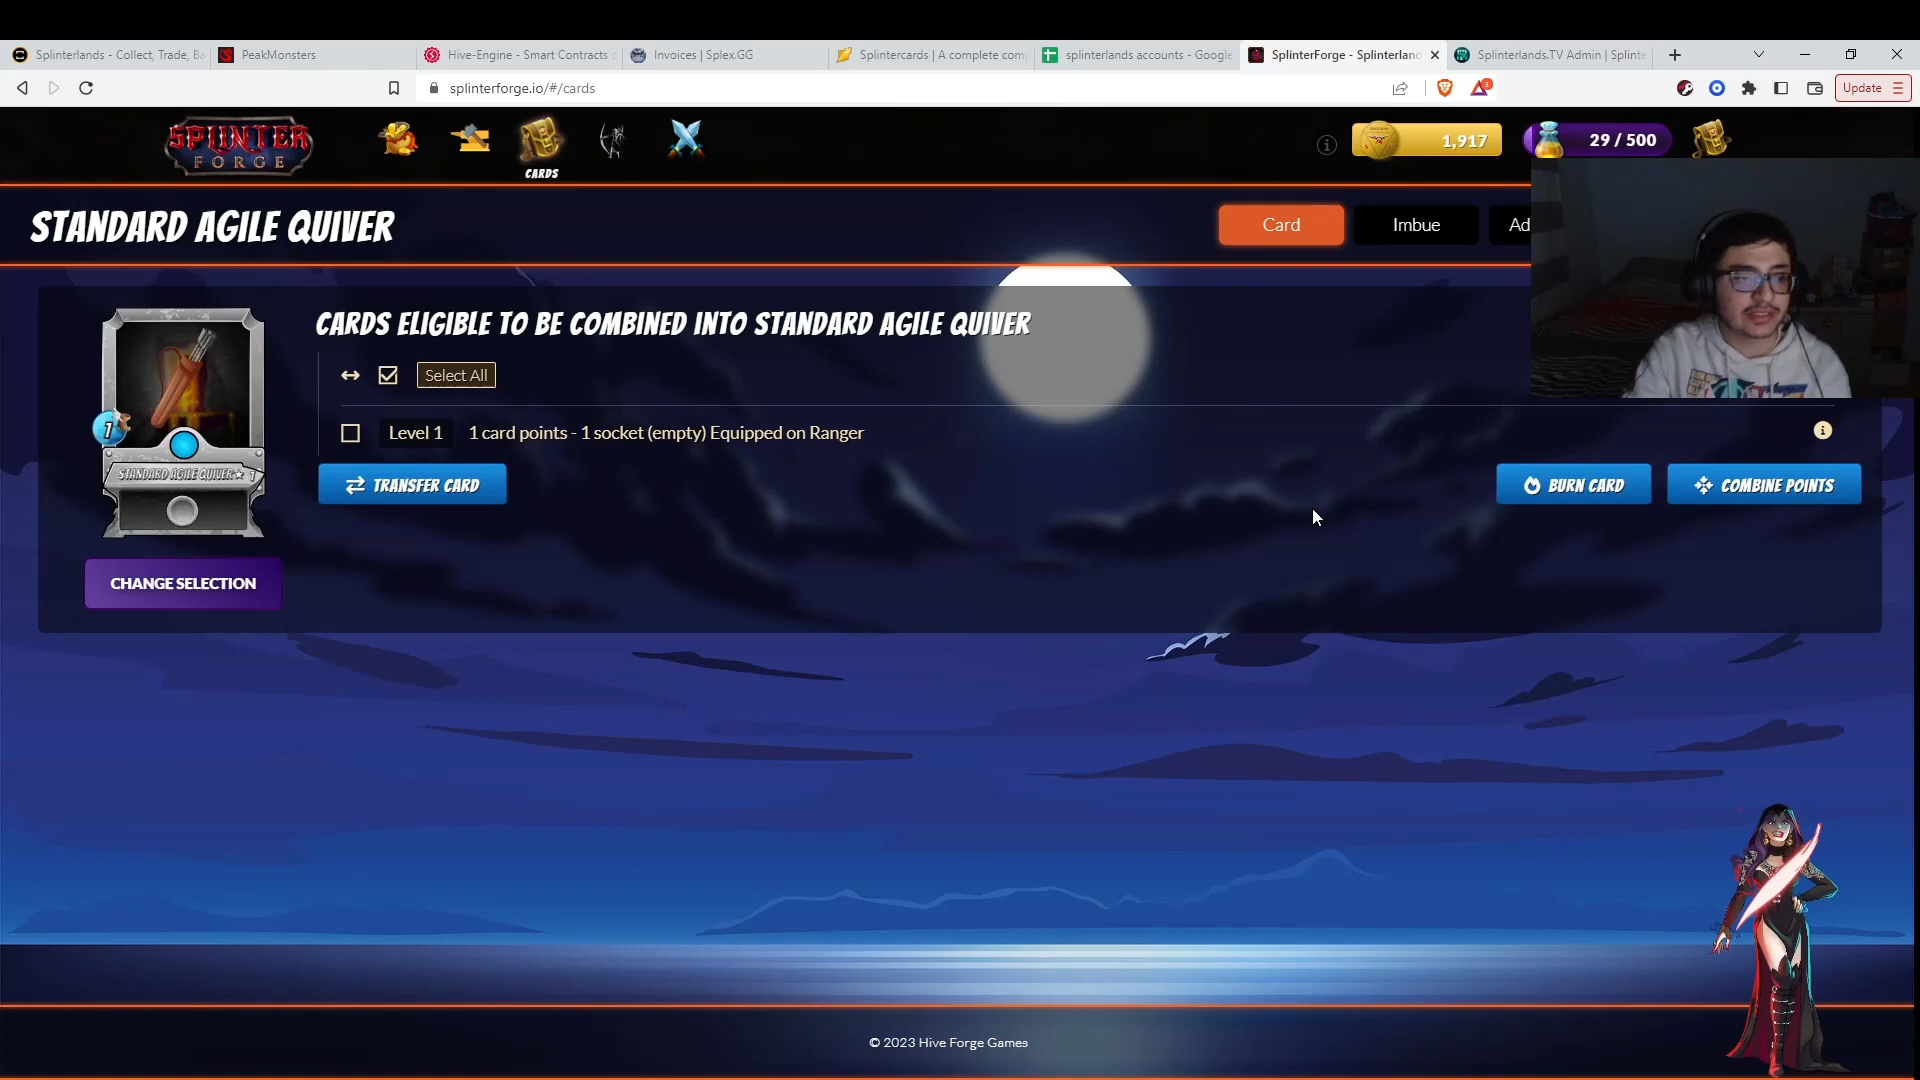 Splinterlands - Collect, Trade, Ba
PeakMonsters
Hive-Engine - Smart Contracts o
Invoices | Splex.GG
Splintercards | A complete com
splinterlands accounts - Google
SplinterForge - Splinterland
Splinterlands.TV Admin | Splinte
splinterforge.io/#/cards
3
Update
SPLINTER
FORGE
CARDS
1,917
29 / 500
STANDARD AGILE QUIVER
Card
Imbue
Ad
CARDS ELIGIBLE TO BE COMBINED INTO STANDARD AGILE QUIVER
Select All
Level 1
1 card points - 1 socket (empty) Equipped on Ranger
1
STANDARD AGILE QUIVER★ 1
TRANSFER CARD
BURN CARD
COMBINE POINTS
CHANGE SELECTION
© 2023 Hive Forge Games